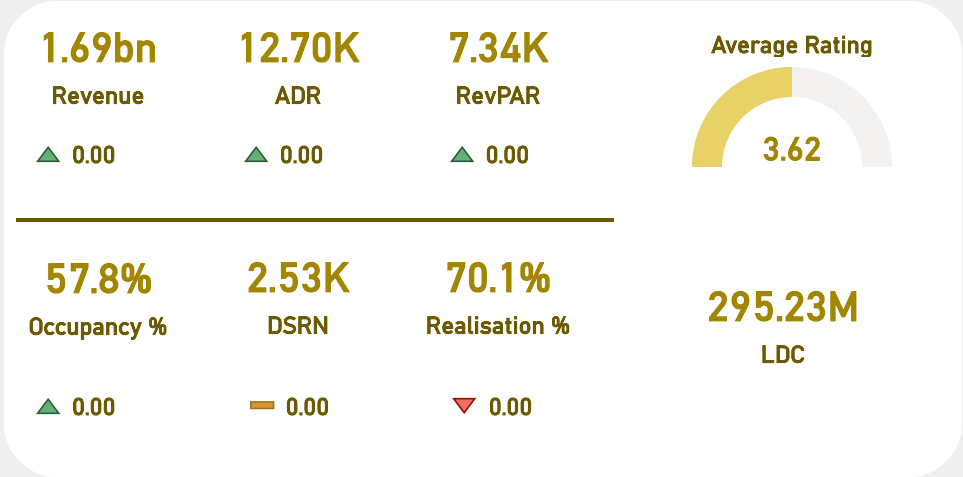 1.69bn 12.70K 7.34K
Revenue ADR RevPAR
0.00 0.00 0.00
Average Rating
3.62
57.8% 2.53K 70.1%
Occupancy % DSRN Realisation %
0.00 0.00 0.00
295.23M
LDC